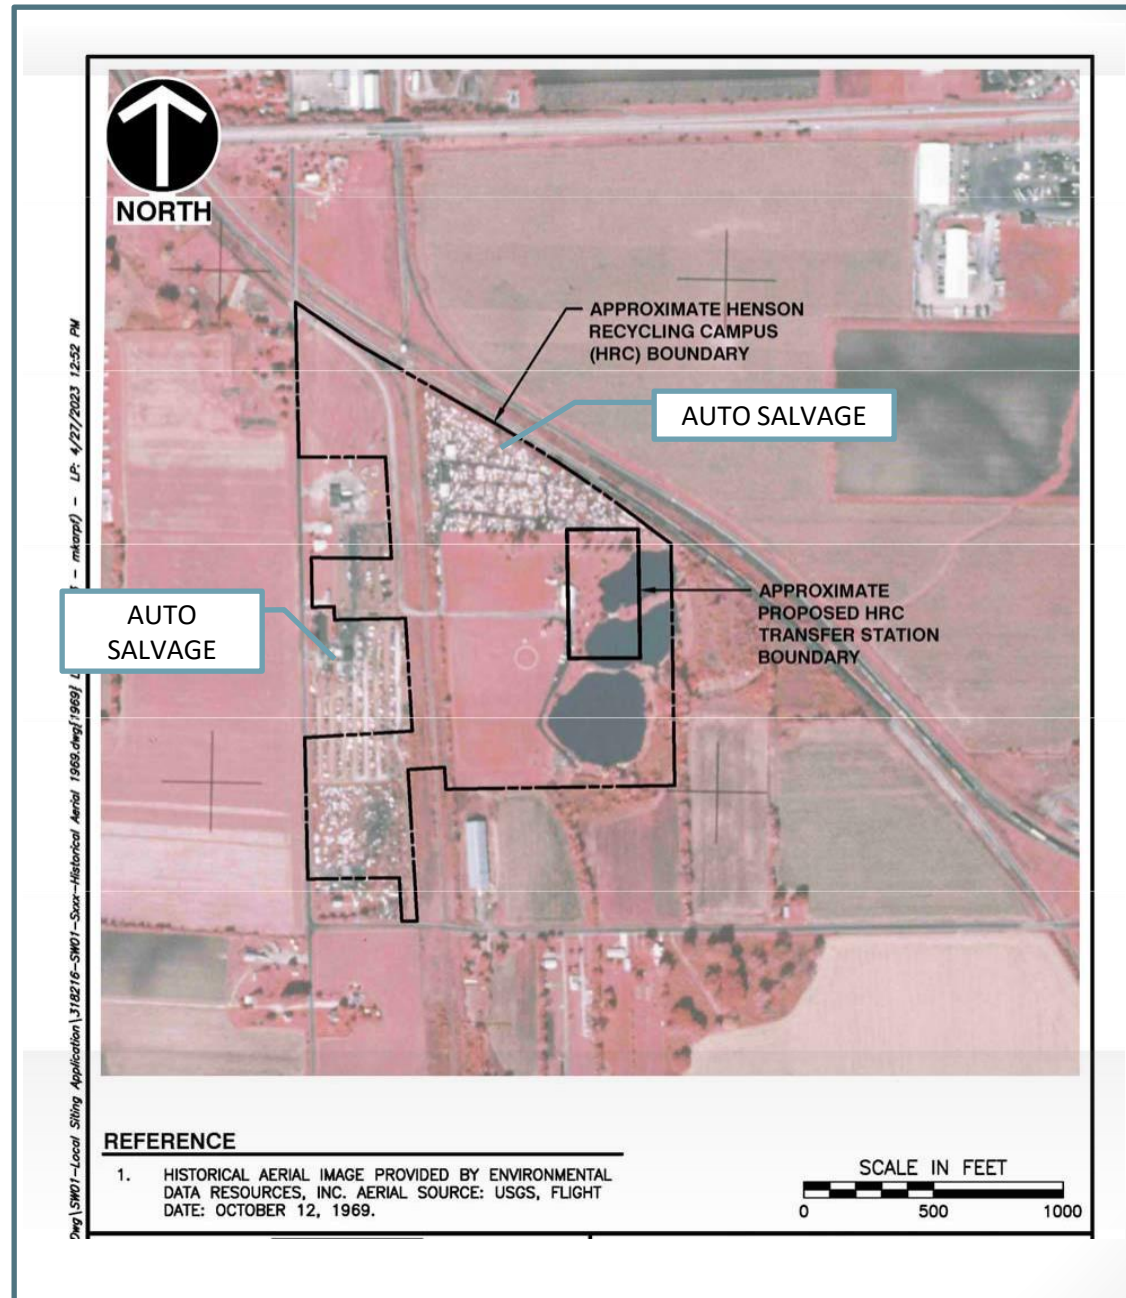 NORTH
APPROXIMATE HENSON
RECYCLING CAMPUS
(HRC) BOUNDARY
AUTO SALVAGE
AUTO
SALVAGE
APPROXIMATE
PROPOSED HRC
TRANSFER STATION
BOUNDARY
Dwg\SW01-Local Siting Application\318216-SW01-Sxxx-Historical Aerial 1969.dwg[1969] - mkarpf) - LP: 4/27/2023 12:52 PM
REFERENCE
1. HISTORICAL AERIAL IMAGE PROVIDED BY ENVIRONMENTAL
DATA RESOURCES, INC. AERIAL SOURCE: USGS, FLIGHT
DATE: OCTOBER 12, 1969.
SCALE IN FEET
0 500 1000